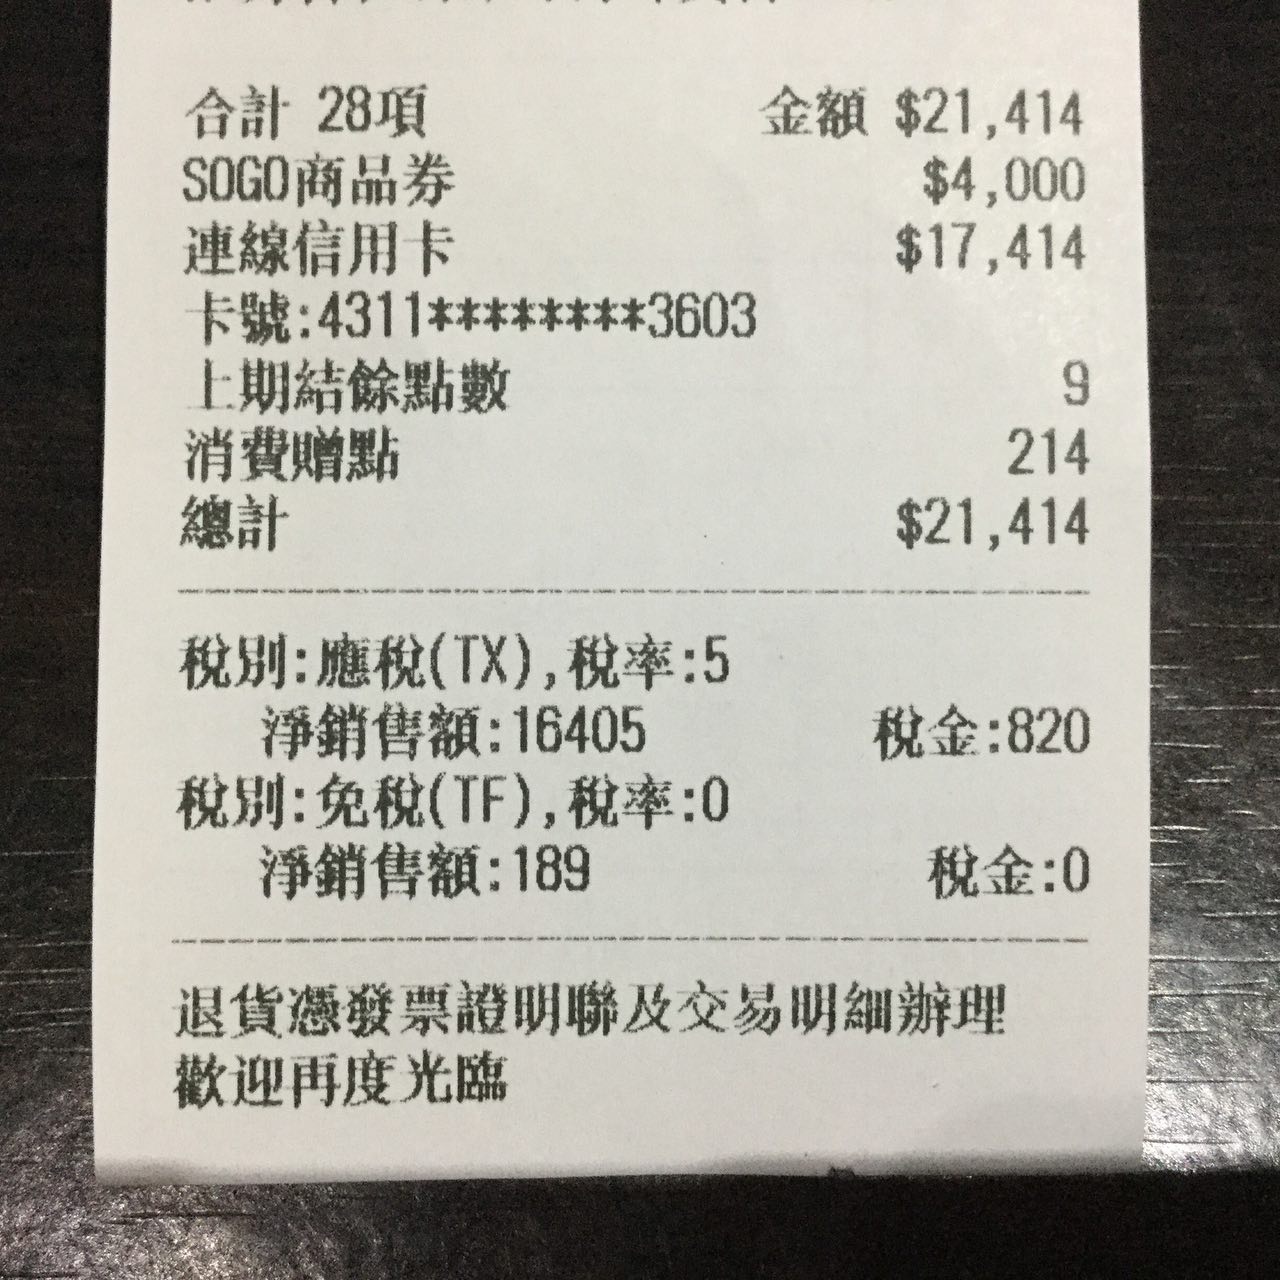 合計 28項 金額 $21,414
SOGO商品券 $4,000
連線信用卡 $17,414
卡號:4311********3603
上期結餘點數 9
消費贈點 214
總計 $21,414
稅別:應稅(TX),稅率:5
淨銷售額:16405 稅金:820
稅別:免稅(TF),稅率:0
淨銷售額:189 稅金:0
退貨憑發票證明聯及交易明細辦理
歡迎再度光臨